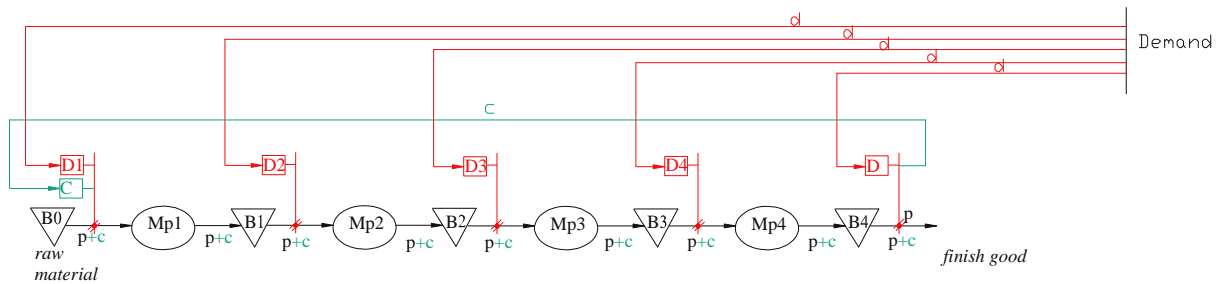 d
d
d
d
d
Demand
c
D1
D2
D3
D4
D
C
B0
Mp1
B1
Mp2
B2
Mp3
B3
Mp4
B4
p
p+c
p+c
p+c
p+c
p+c
p+c
p+c
p+c
p+c
raw
material
finish good